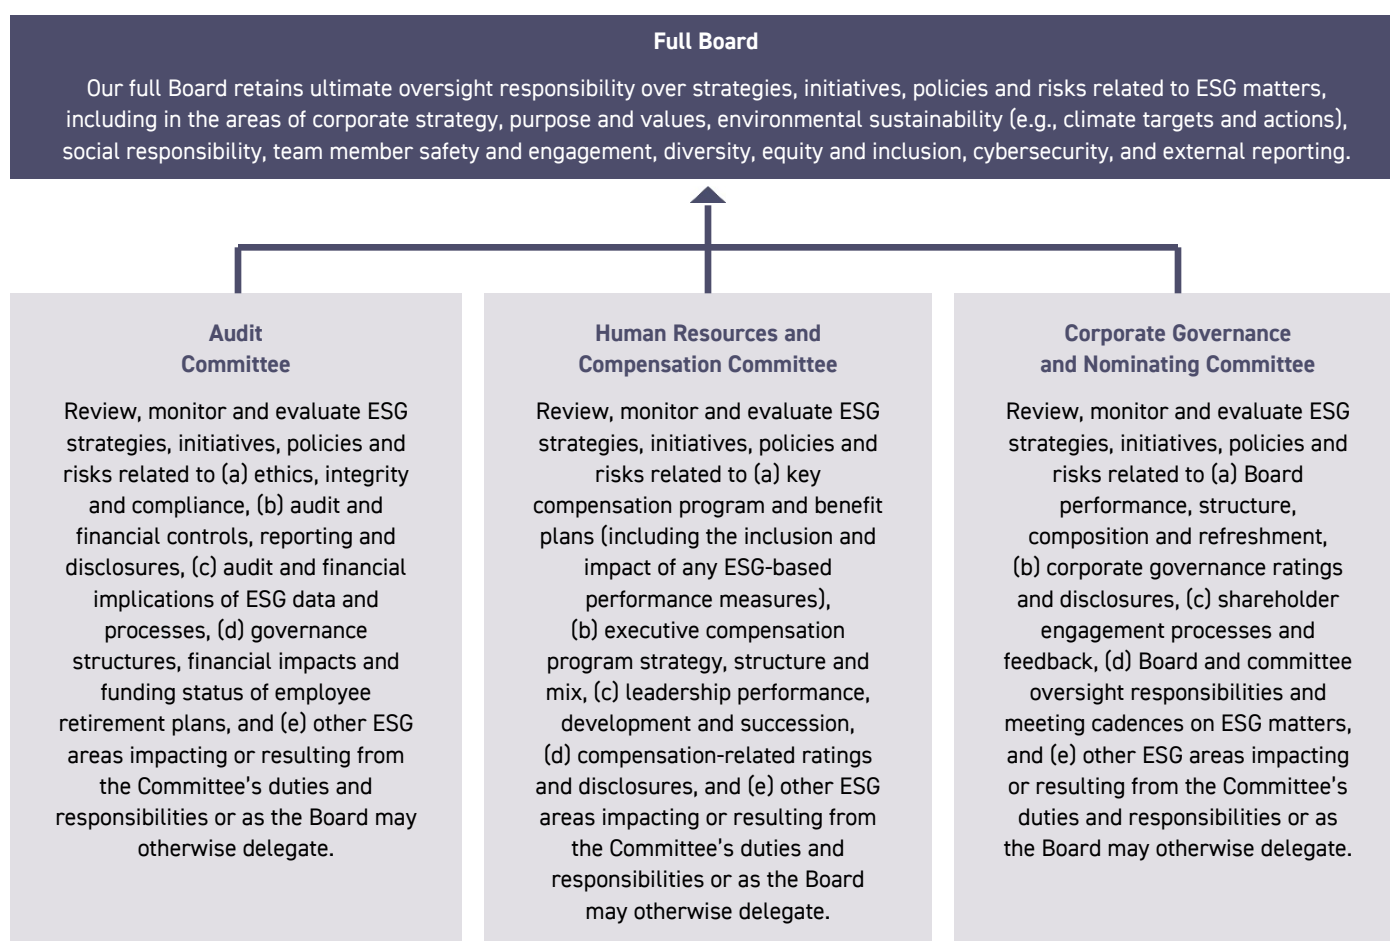 Full Board
Our full Board retains ultimate oversight responsibility over strategies, initiatives, policies and risks related to ESG matters,
including in the areas of corporate strategy, purpose and values, environmental sustainability (e.g., climate targets and actions),
social responsibility, team member safety and engagement, diversity, equity and inclusion, cybersecurity, and external reporting.
Audit
Committee
Review, monitor and evaluate ESG
strategies, initiatives, policies and
risks related to (a) ethics, integrity
and compliance, (b) audit and
financial controls, reporting and
disclosures, (c) audit and financial
implications of ESG data and
processes, (d) governance
structures, financial impacts and
funding status of employee
retirement plans, and (e) other ESG
areas impacting or resulting from
the Committee's duties and
responsibilities or as the Board may
otherwise delegate.
Human Resources and
Compensation Committee
Review, monitor and evaluate ESG
strategies, initiatives, policies and
risks related to (a) key
compensation program and benefit
plans (including the inclusion and
impact of any ESG-based
performance measures),
(b) executive compensation
program strategy, structure and
mix, (c) leadership performance,
development and succession,
(d) compensation-related ratings
and disclosures, and (e) other ESG
areas impacting or resulting from
the Committee's duties and
responsibilities or as the Board
may otherwise delegate.
Corporate Governance
and Nominating Committee
Review, monitor and evaluate ESG
strategies, initiatives, policies and
risks related to (a) Board
performance, structure,
composition and refreshment,
(b) corporate governance ratings
and disclosures, (c) shareholder
engagement processes and
feedback, (d) Board and committee
oversight responsibilities and
meeting cadences on ESG matters,
and (e) other ESG areas impacting
or resulting from the Committee's
duties and responsibilities or as
the Board may otherwise delegate.